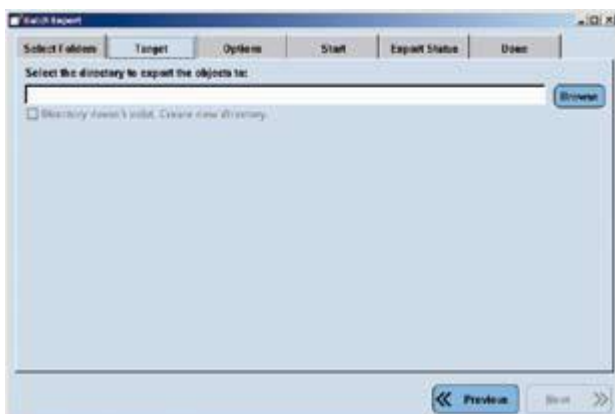 Batch Export
Select Folders Target Options Start Export Status Done
Select the directory to export the objects to:
Browse
Directory doesn't exist. Create new directory.
Previous Next